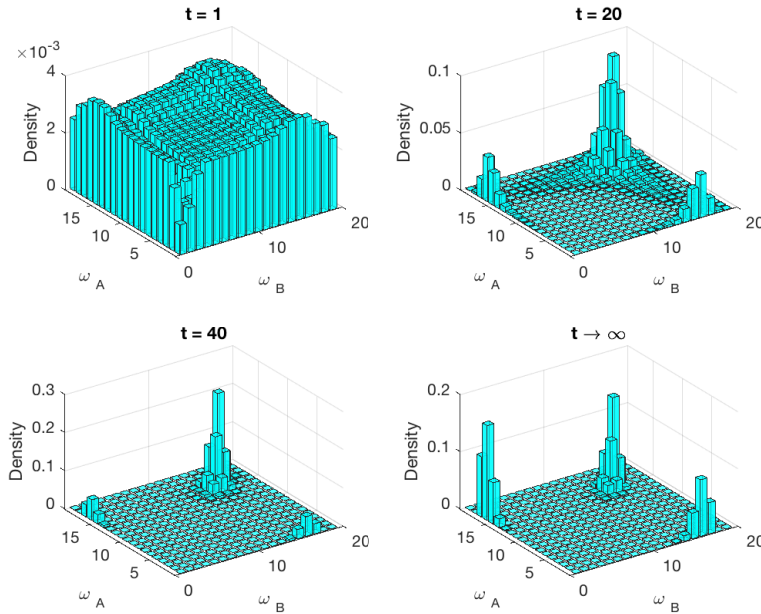 t = 1
×10⁻³
4
2
0
Density
15
10
5
ω A
0
10
20
ω B
t = 20
0.1
0.05
0
Density
15
10
5
ω A
0
10
20
ω B
t = 40
0.3
0.2
0.1
0
Density
15
10
5
ω A
0
10
20
ω B
t → ∞
0.2
0.1
0
Density
15
10
5
ω A
0
10
20
ω B